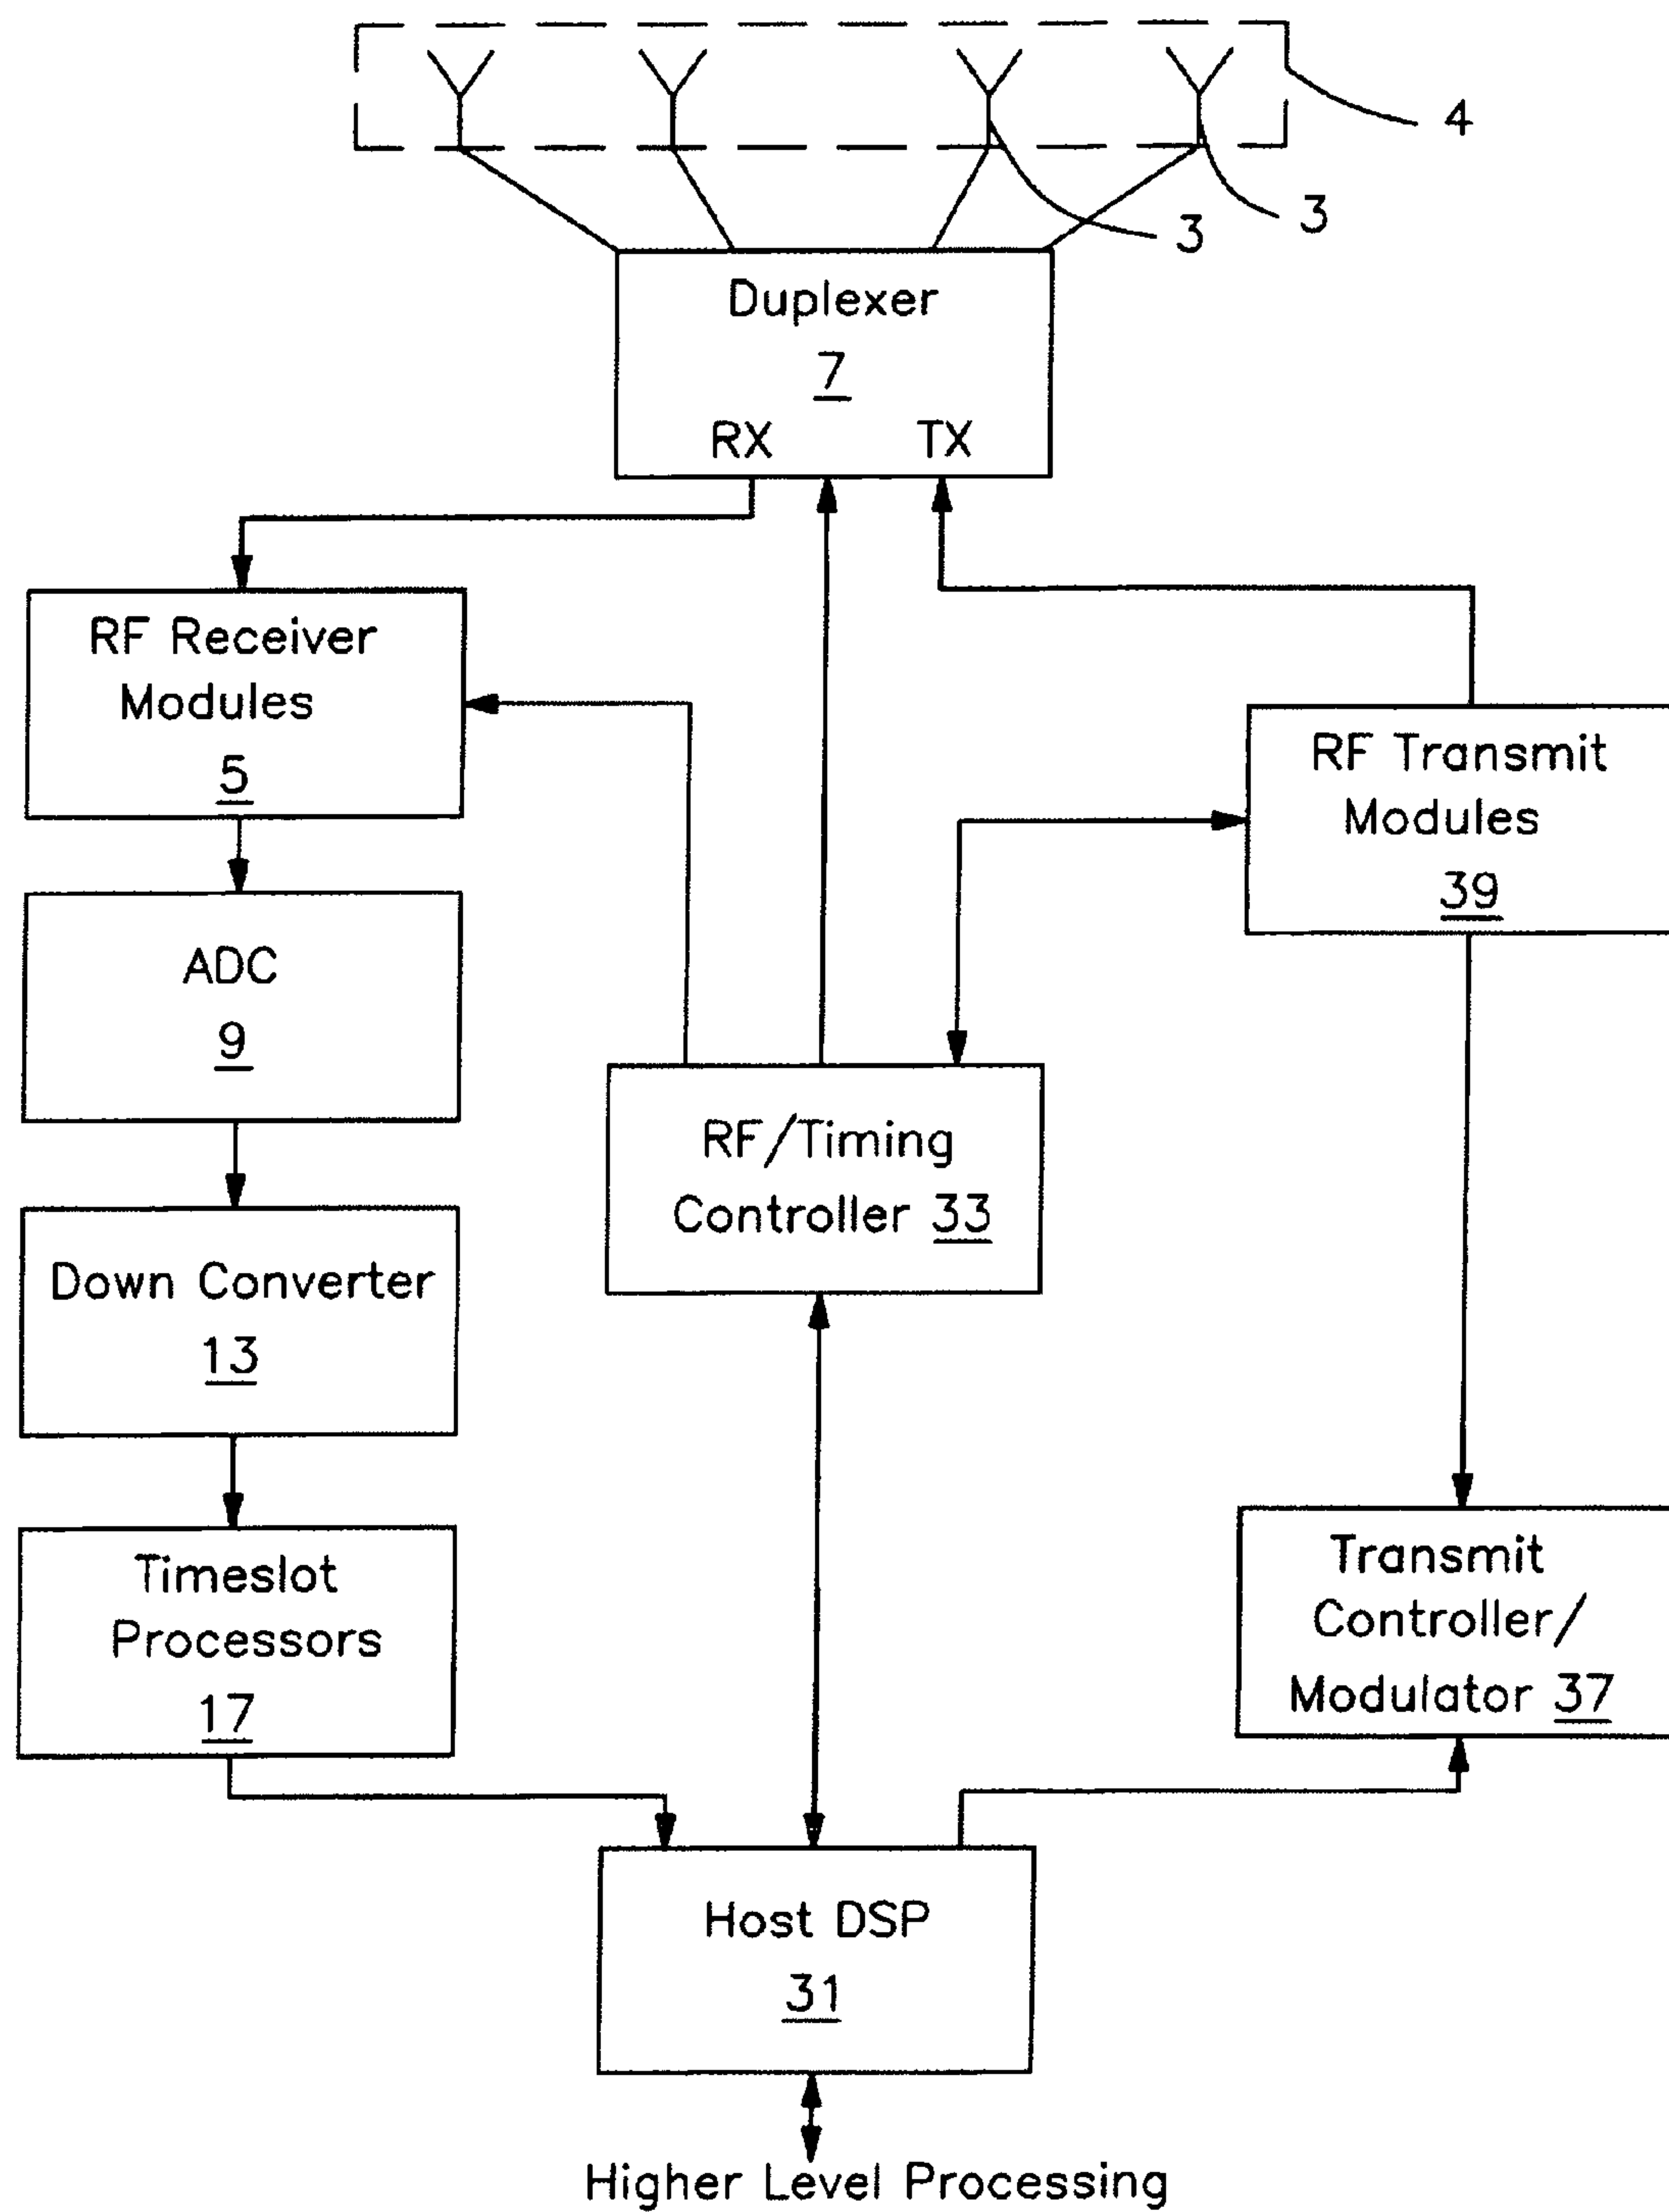 4
3
3
Duplexer
7
RX TX
RF Receiver
Modules
5
RF Transmit
Modules
39
ADC
9
RF/Timing
Controller 33
Down Converter
13
Timeslot
Processors
17
Transmit
Controller/
Modulator 37
Host DSP
31
Higher Level Processing